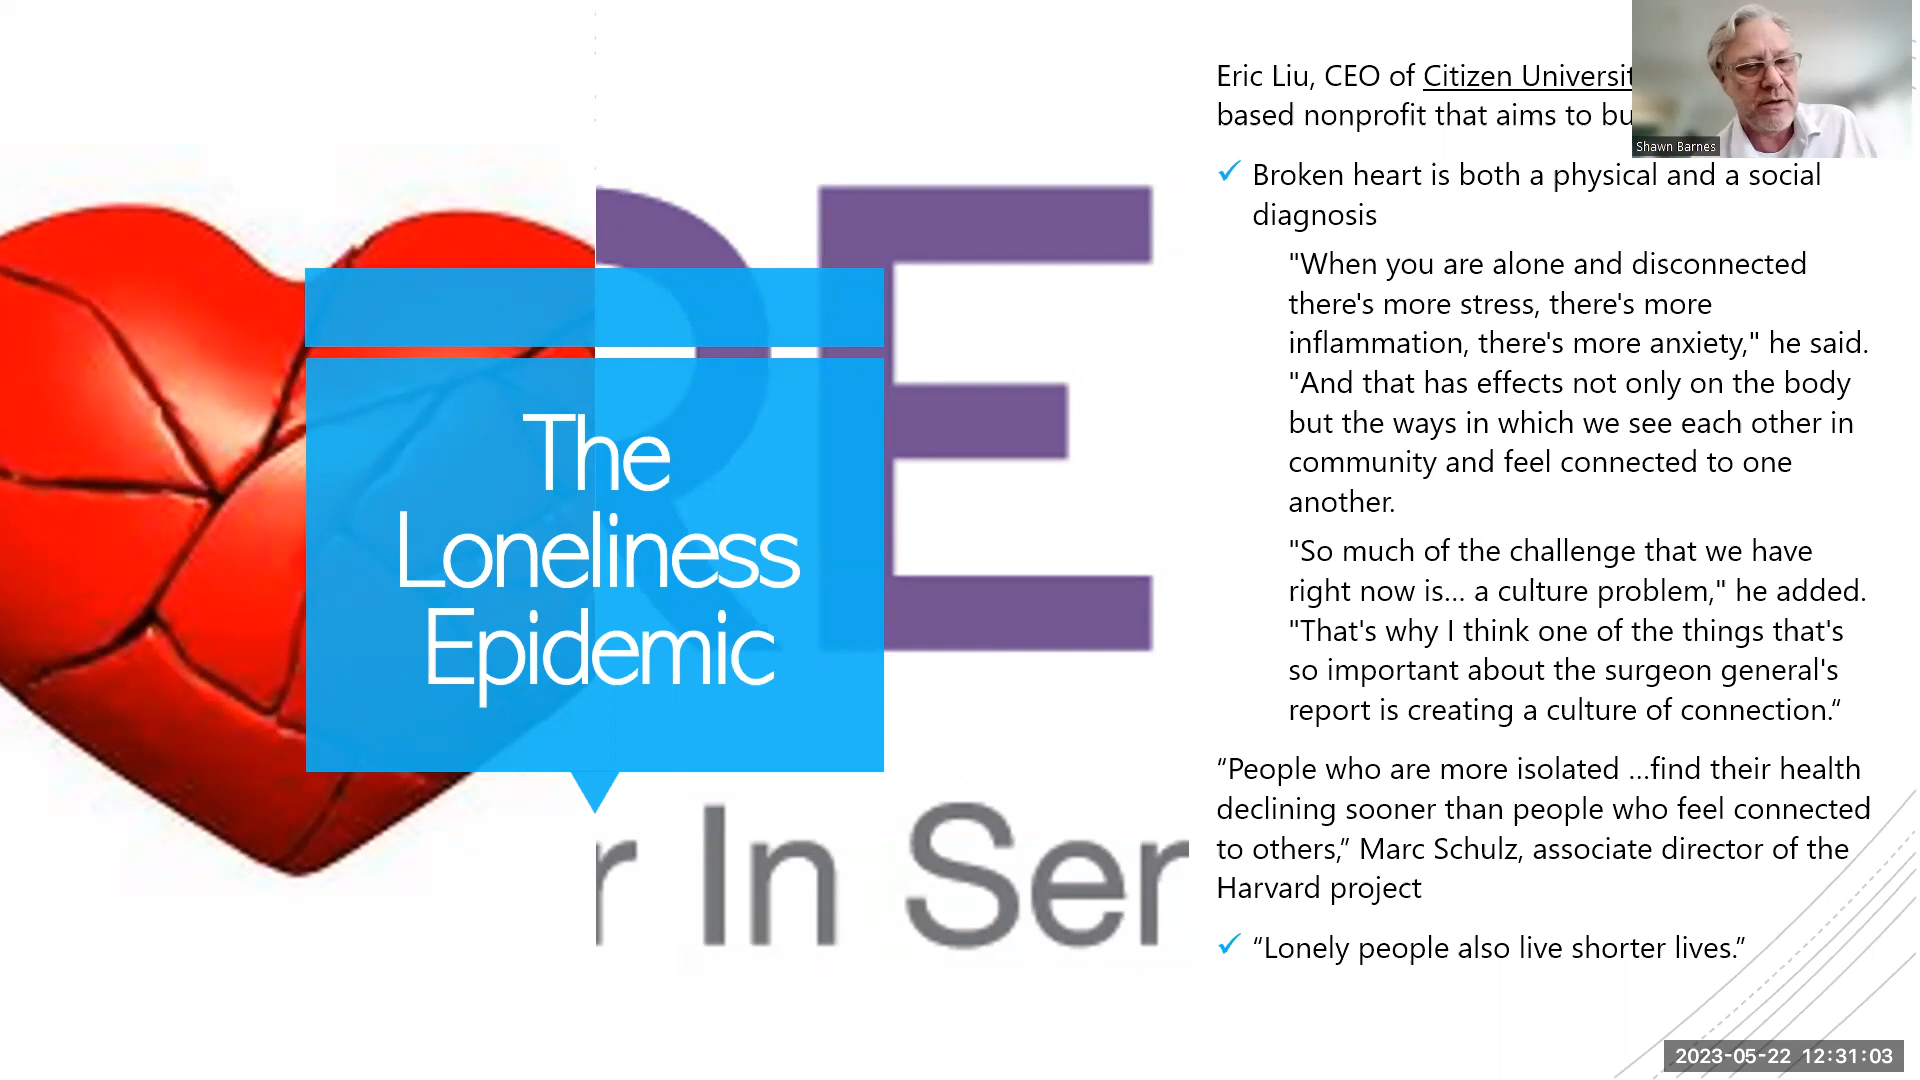 RE
r In Ser
The
Loneliness
Epidemic
Eric Liu, CEO of Citizen Universit
based nonprofit that aims to bu
✓ Broken heart is both a physical and a social
diagnosis
"When you are alone and disconnected
there's more stress, there's more
inflammation, there's more anxiety," he said.
"And that has effects not only on the body
but the ways in which we see each other in
community and feel connected to one
another.
"So much of the challenge that we have
right now is... a culture problem," he added.
"That's why I think one of the things that's
so important about the surgeon general's
report is creating a culture of connection.“
“People who are more isolated ...find their health
declining sooner than people who feel connected
to others,” Marc Schulz, associate director of the
Harvard project
✓ “Lonely people also live shorter lives.”
Shawn Barnes
2023-05-22 12:31:03